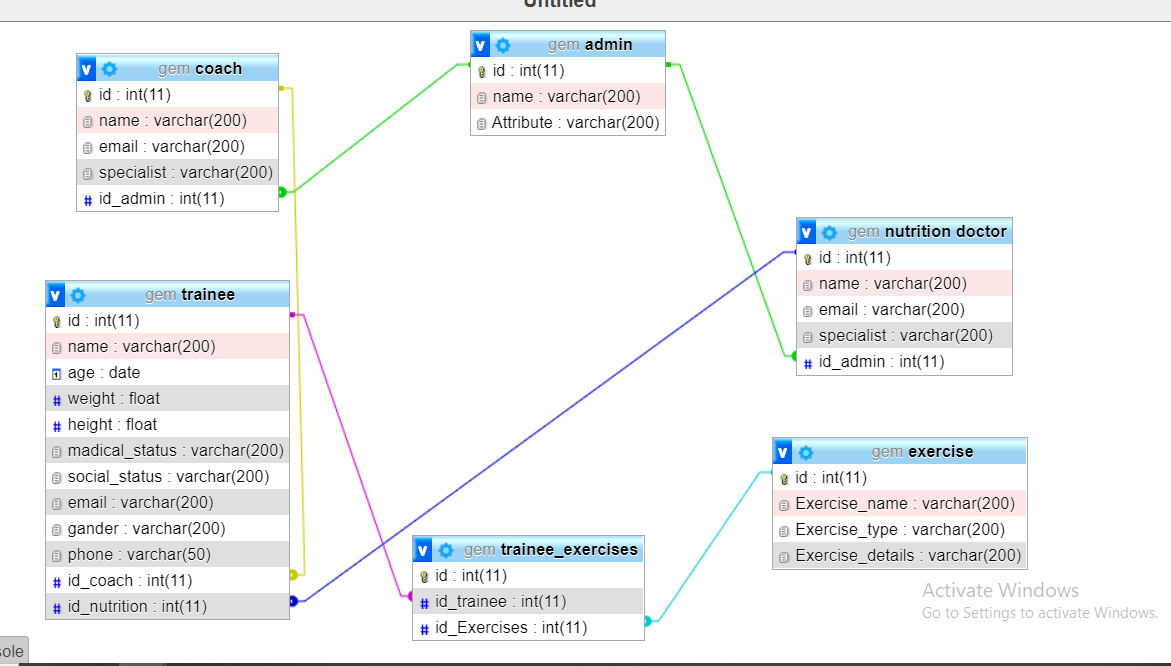 Untitled
gem coach
id : int(11)
name : varchar(200)
email : varchar(200)
specialist : varchar(200)
id_admin : int(11)
gem admin
id : int(11)
name : varchar(200)
Attribute : varchar(200)
gem nutrition doctor
id : int(11)
name : varchar(200)
email : varchar(200)
specialist : varchar(200)
id_admin : int(11)
gem trainee
id : int(11)
name : varchar(200)
age : date
weight : float
height : float
madical_status : varchar(200)
social_status : varchar(200)
email : varchar(200)
gander : varchar(200)
phone : varchar(50)
id_coach : int(11)
id_nutrition : int(11)
gem trainee_exercises
id : int(11)
id_trainee : int(11)
id_Exercises : int(11)
gem exercise
id : int(11)
Exercise_name : varchar(200)
Exercise_type : varchar(200)
Exercise_details : varchar(200)
Activate Windows
Go to Settings to activate Windows.
sole